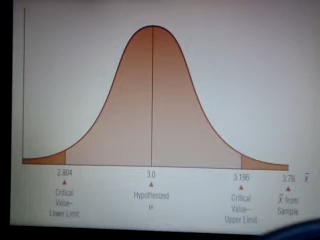 2.804 3.0 3.196 3.78 X̄
Critical
Value—
Lower Limit
Hypothesized
μ
Critical
Value—
Upper Limit
X̄ from
Sample